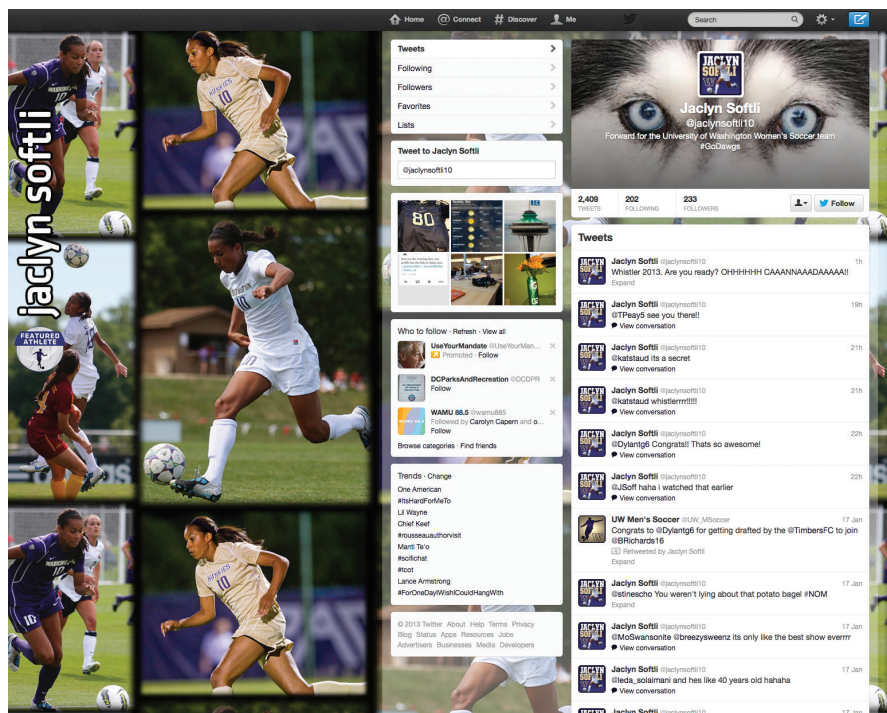 Home
Connect
Discover
Me
Search
jaclyn softli
FEATURED
ATHLETE
HUSKIES
10
Tweets
Following
Followers
Favorites
Lists
Tweet to Jaclyn Softli
@jaclynsoftli10
80
Who to follow · Refresh · View all
UseYourMandate @UseYourMan...
Promoted · Follow
DCParksAndRecreation @DCDPR
Follow
WAMU 88.5 @wamu885
Followed by Carolyn Capern and o...
Follow
Browse categories · Find friends
Trends · Change
One American
#ItsHardForMeTo
Lil Wayne
Chief Keef
#rousseauauthorvisit
Manti Te'o
#scifichat
#tcot
Lance Armstrong
#ForOneDayIWishICouldHangWith
© 2013 Twitter About Help Terms Privacy
Blog Status Apps Resources Jobs
Advertisers Businesses Media Developers
JACLYN
SOFTLI
Jaclyn Softli
@jaclynsoftli10
Forward for the University of Washington Women's Soccer team
#GoDawgs
2,409 202 233
TWEETS FOLLOWING FOLLOWERS
Follow
Tweets
Jaclyn Softli @jaclynsoftli10 1h
Whistler 2013. Are you ready? OHHHHHH CAAANNAAADAAAAA!!
Expand
Jaclyn Softli @jaclynsoftli10 19h
@TPeay5 see you there!!
View conversation
Jaclyn Softli @jaclynsoftli10 21h
@katstaud its a secret
View conversation
Jaclyn Softli @jaclynsoftli10 21h
@katstaud whistlerrrr!!!!!
View conversation
Jaclyn Softli @jaclynsoftli10 22h
@Dylantg6 Congrats!! Thats so awesome!
View conversation
Jaclyn Softli @jaclynsoftli10 22h
@JSoff haha i watched that earlier
View conversation
UW Men's Soccer @UW_MSoccer 17 Jan
Congrats to @Dylantg6 for getting drafted by the @TimbersFC to join
@BRichards16
Retweeted by Jaclyn Softli
Expand
Jaclyn Softli @jaclynsoftli10 17 Jan
@stinescho You weren't lying about that potato bagel #NOM
Expand
Jaclyn Softli @jaclynsoftli10 17 Jan
@MoSwansonite @breezysweenz its only like the best show everrrr
View conversation
Jaclyn Softli @jaclynsoftli10 17 Jan
@leda_solaimani and hes like 40 years old hahaha
View conversation
Jaclyn Softli @jaclynsoftli10 17 Jan